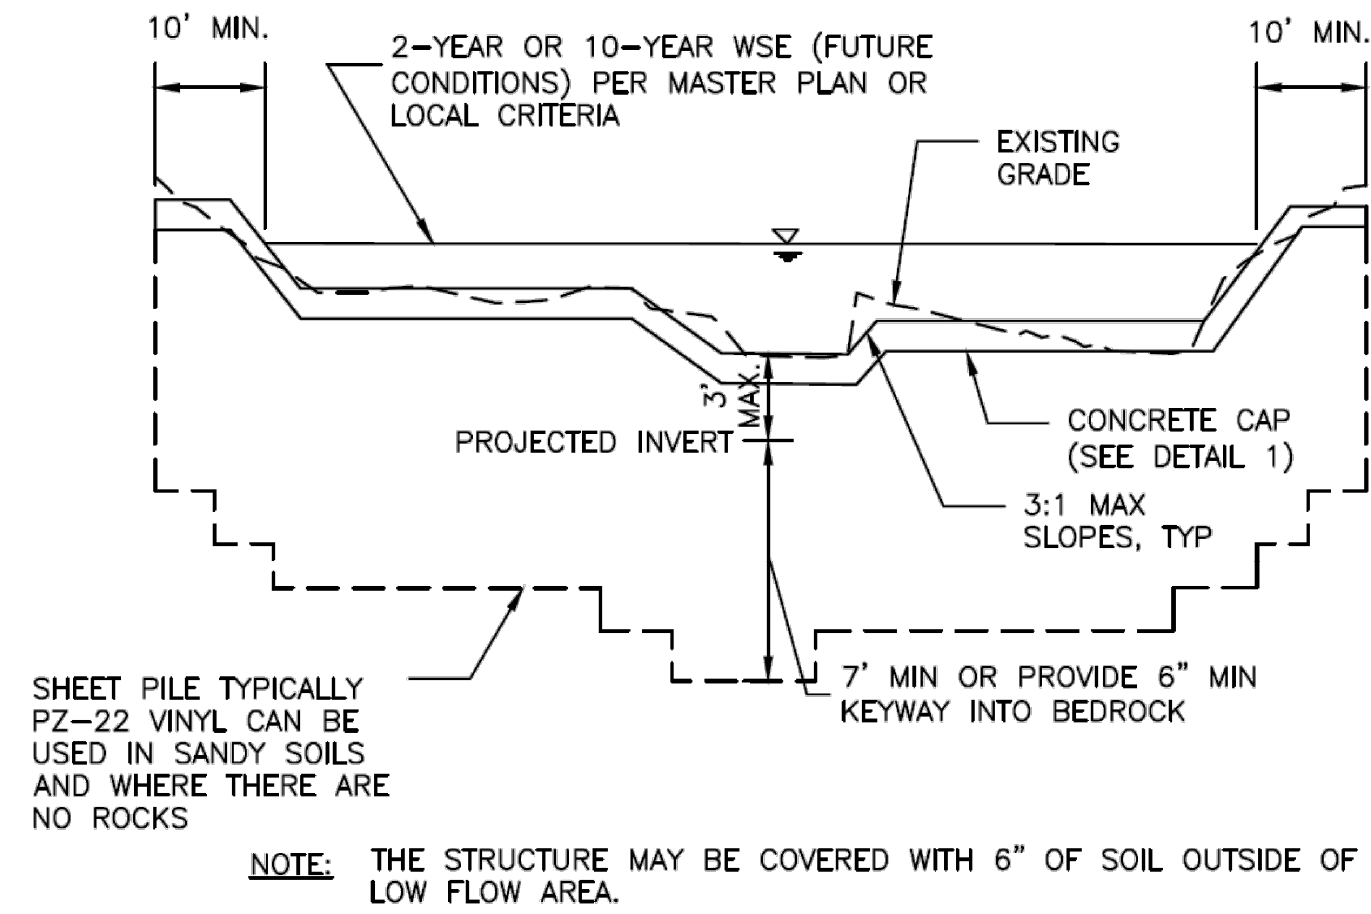 10' MIN.
10' MIN.
2-YEAR OR 10-YEAR WSE (FUTURE
CONDITIONS) PER MASTER PLAN OR
LOCAL CRITERIA
EXISTING
GRADE
3'
MAX.
PROJECTED INVERT
CONCRETE CAP
(SEE DETAIL 1)
3:1 MAX
SLOPES, TYP
SHEET PILE TYPICALLY
PZ-22 VINYL CAN BE
USED IN SANDY SOILS
AND WHERE THERE ARE
NO ROCKS
7' MIN OR PROVIDE 6" MIN
KEYWAY INTO BEDROCK
NOTE: THE STRUCTURE MAY BE COVERED WITH 6" OF SOIL OUTSIDE OF
LOW FLOW AREA.